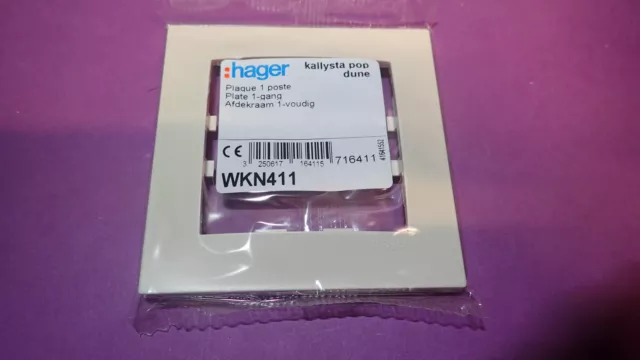 :hager
kallysta pop
dune
Plaque 1 poste
Plate 1-gang
Afdekraam 1-voudig
CE
3 250617 164115
716411
41641502
WKN411